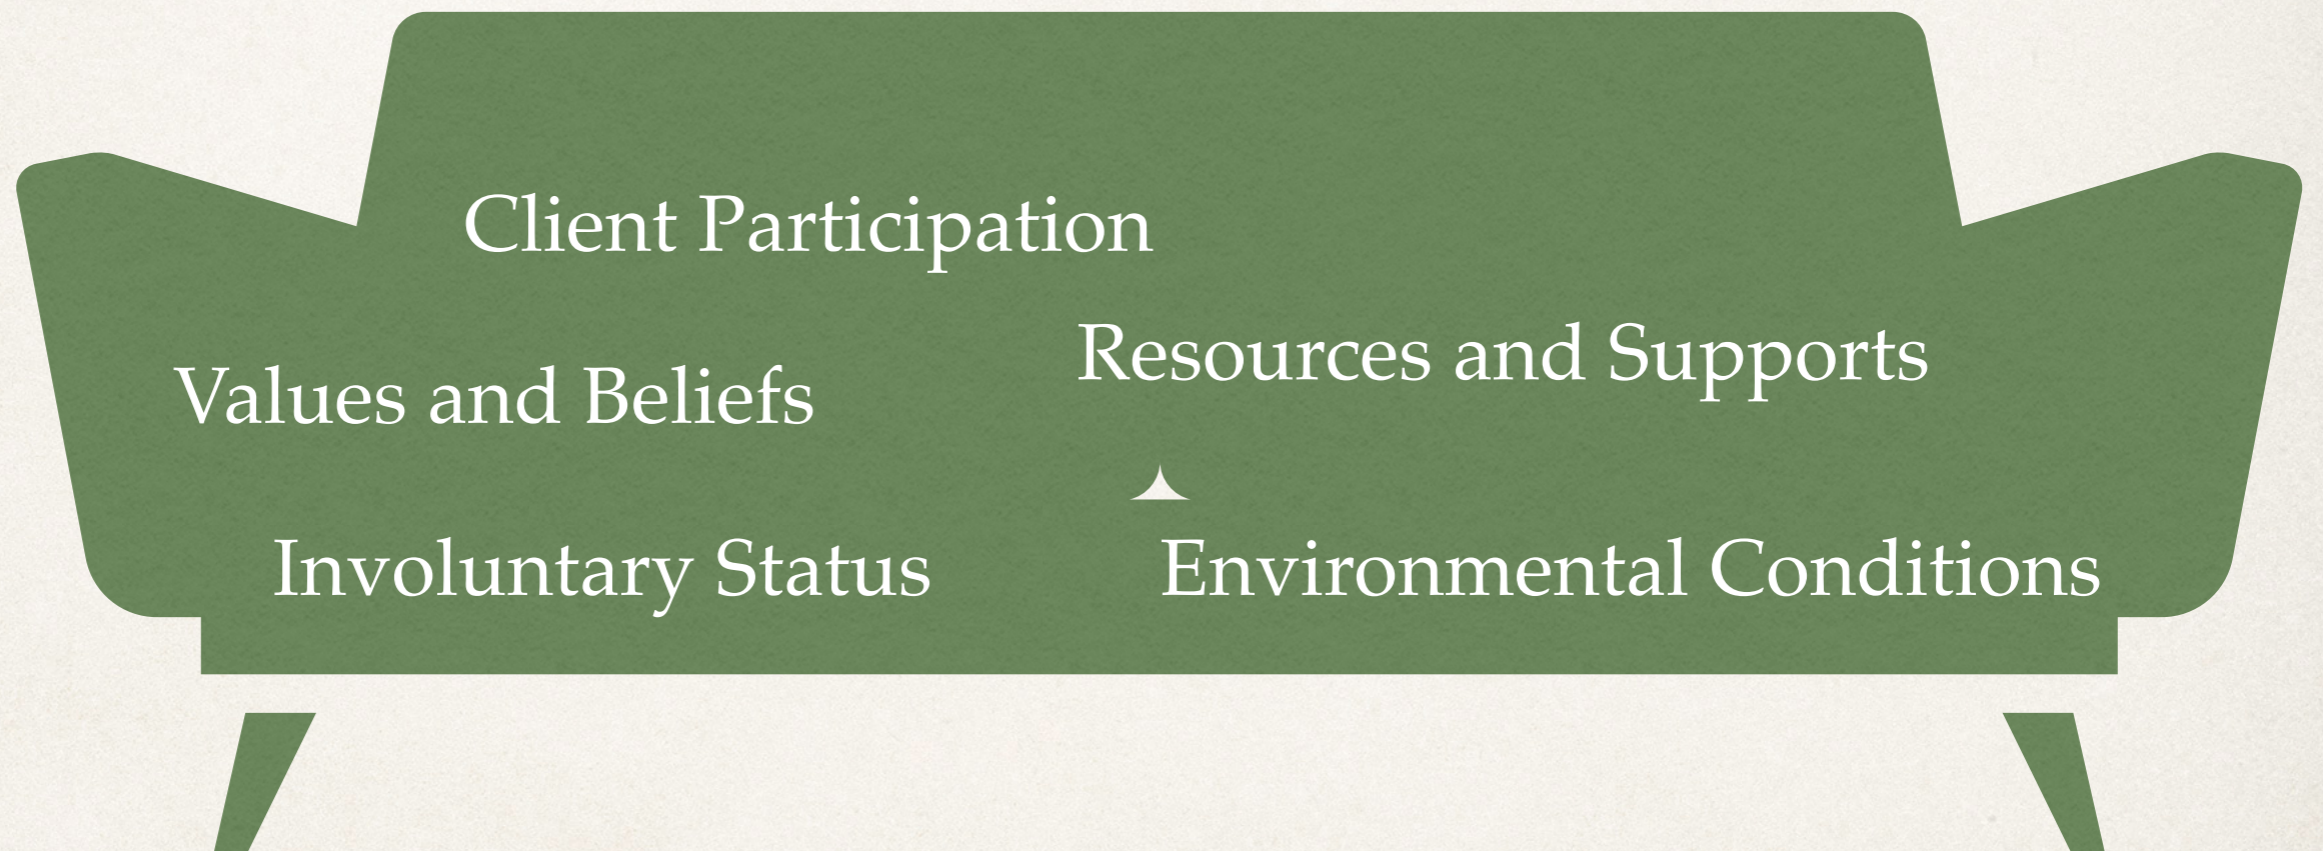 Client Participation
Resources and Supports
Values and Beliefs
Involuntary Status
Environmental Conditions